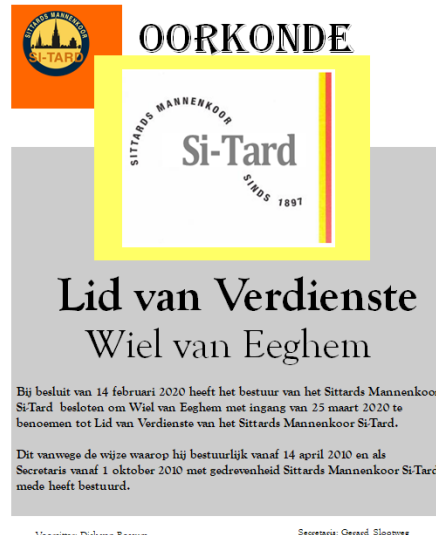 OORKONDE
SITTARDS MANNENKOOR
SI-TARD
SITTARDS MANNENKOOR
Si-Tard
SINDS 1897
Lid van Verdienste
Wiel van Eeghem
Bij besluit van 14 februari 2020 heeft het bestuur van het Sittards Mannenkoor
Si-Tard besloten om Wiel van Eeghem met ingang van 25 maart 2020 te
benoemen tot Lid van Verdienste van het Sittards Mannenkoor Si-Tard.
Dit vanwege de wijze waarop hij bestuurlijk vanaf 14 april 2010 en als
Secretaris vanaf 1 oktober 2010 met gedrevenheid Sittards Mannenkoor Si-Tard
mede heeft bestuurd.
Secretaris: Gerard Slootweg